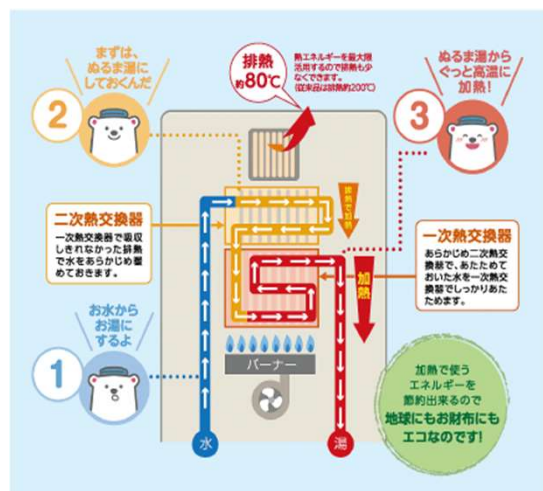 まずは、
ぬるま湯に
しておくんだ
2
排熱
約80℃
熱エネルギーを最大限
活用するので排熱も少
なくできます。
(従来品は排熱約200℃)
ぬるま湯から
ぐっと高温に
加熱!
3
二次熱交換器
一次熱交換器で吸収
しきれなかった排熱
で水をあらかじめ暖
めておきます。
排熱で加熱
一次熱交換器
あらかじめ二次熱交
換器で、あたためて
おいた水を一次熱交
換器でしっかりあた
ためます。
加熱
お水から
お湯に
するよ
1
バーナー
水
湯
加熱で使う
エネルギーを
節約出来るので
地球にもお財布にも
エコなのです!